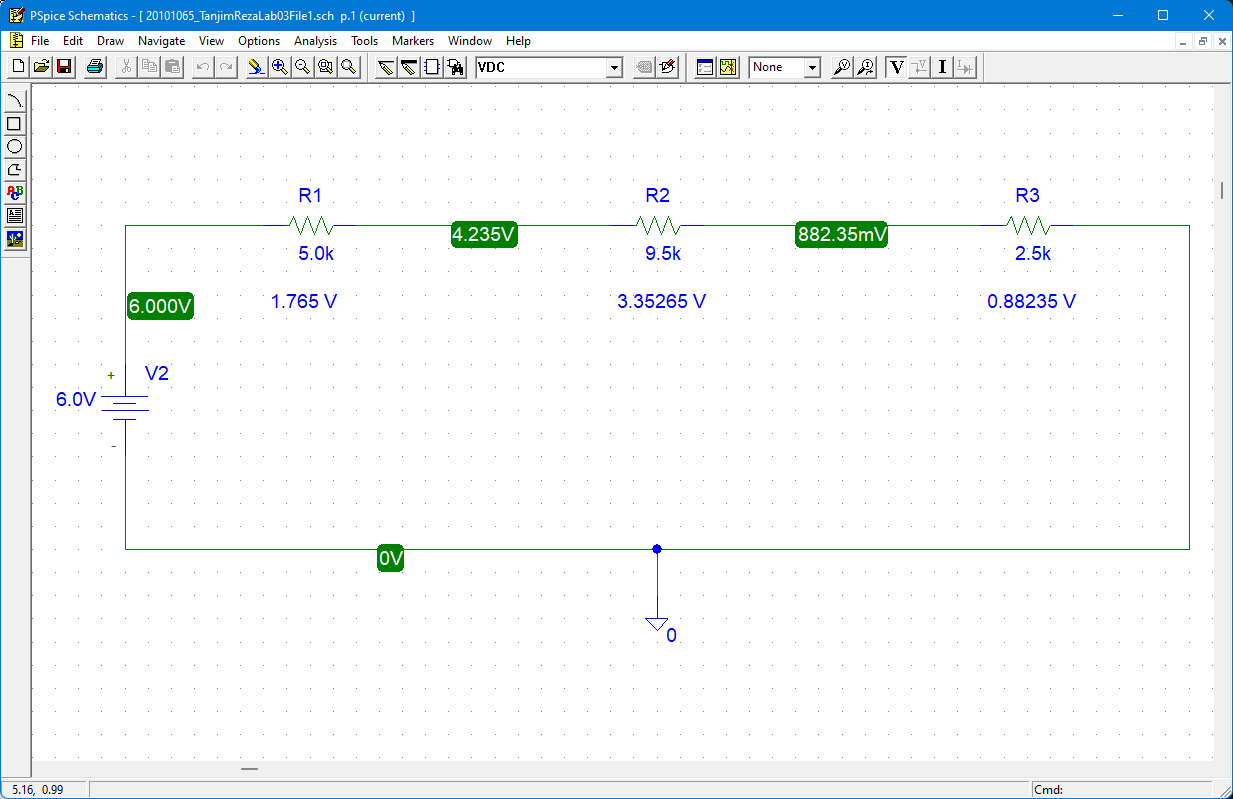 PSpice Schematics - [ 20101065_TanjimRezaLab03File1.sch p.1 (current) ]
File Edit Draw Navigate View Options Analysis Tools Markers Window Help
VDC None V V I I
ABC
R1 R2 R3
4.235V 882.35mV
5.0k 9.5k 2.5k
6.000V 1.765 V 3.35265 V 0.88235 V
+ V2
6.0V
-
0V
0
5.16, 0.99 Cmd: